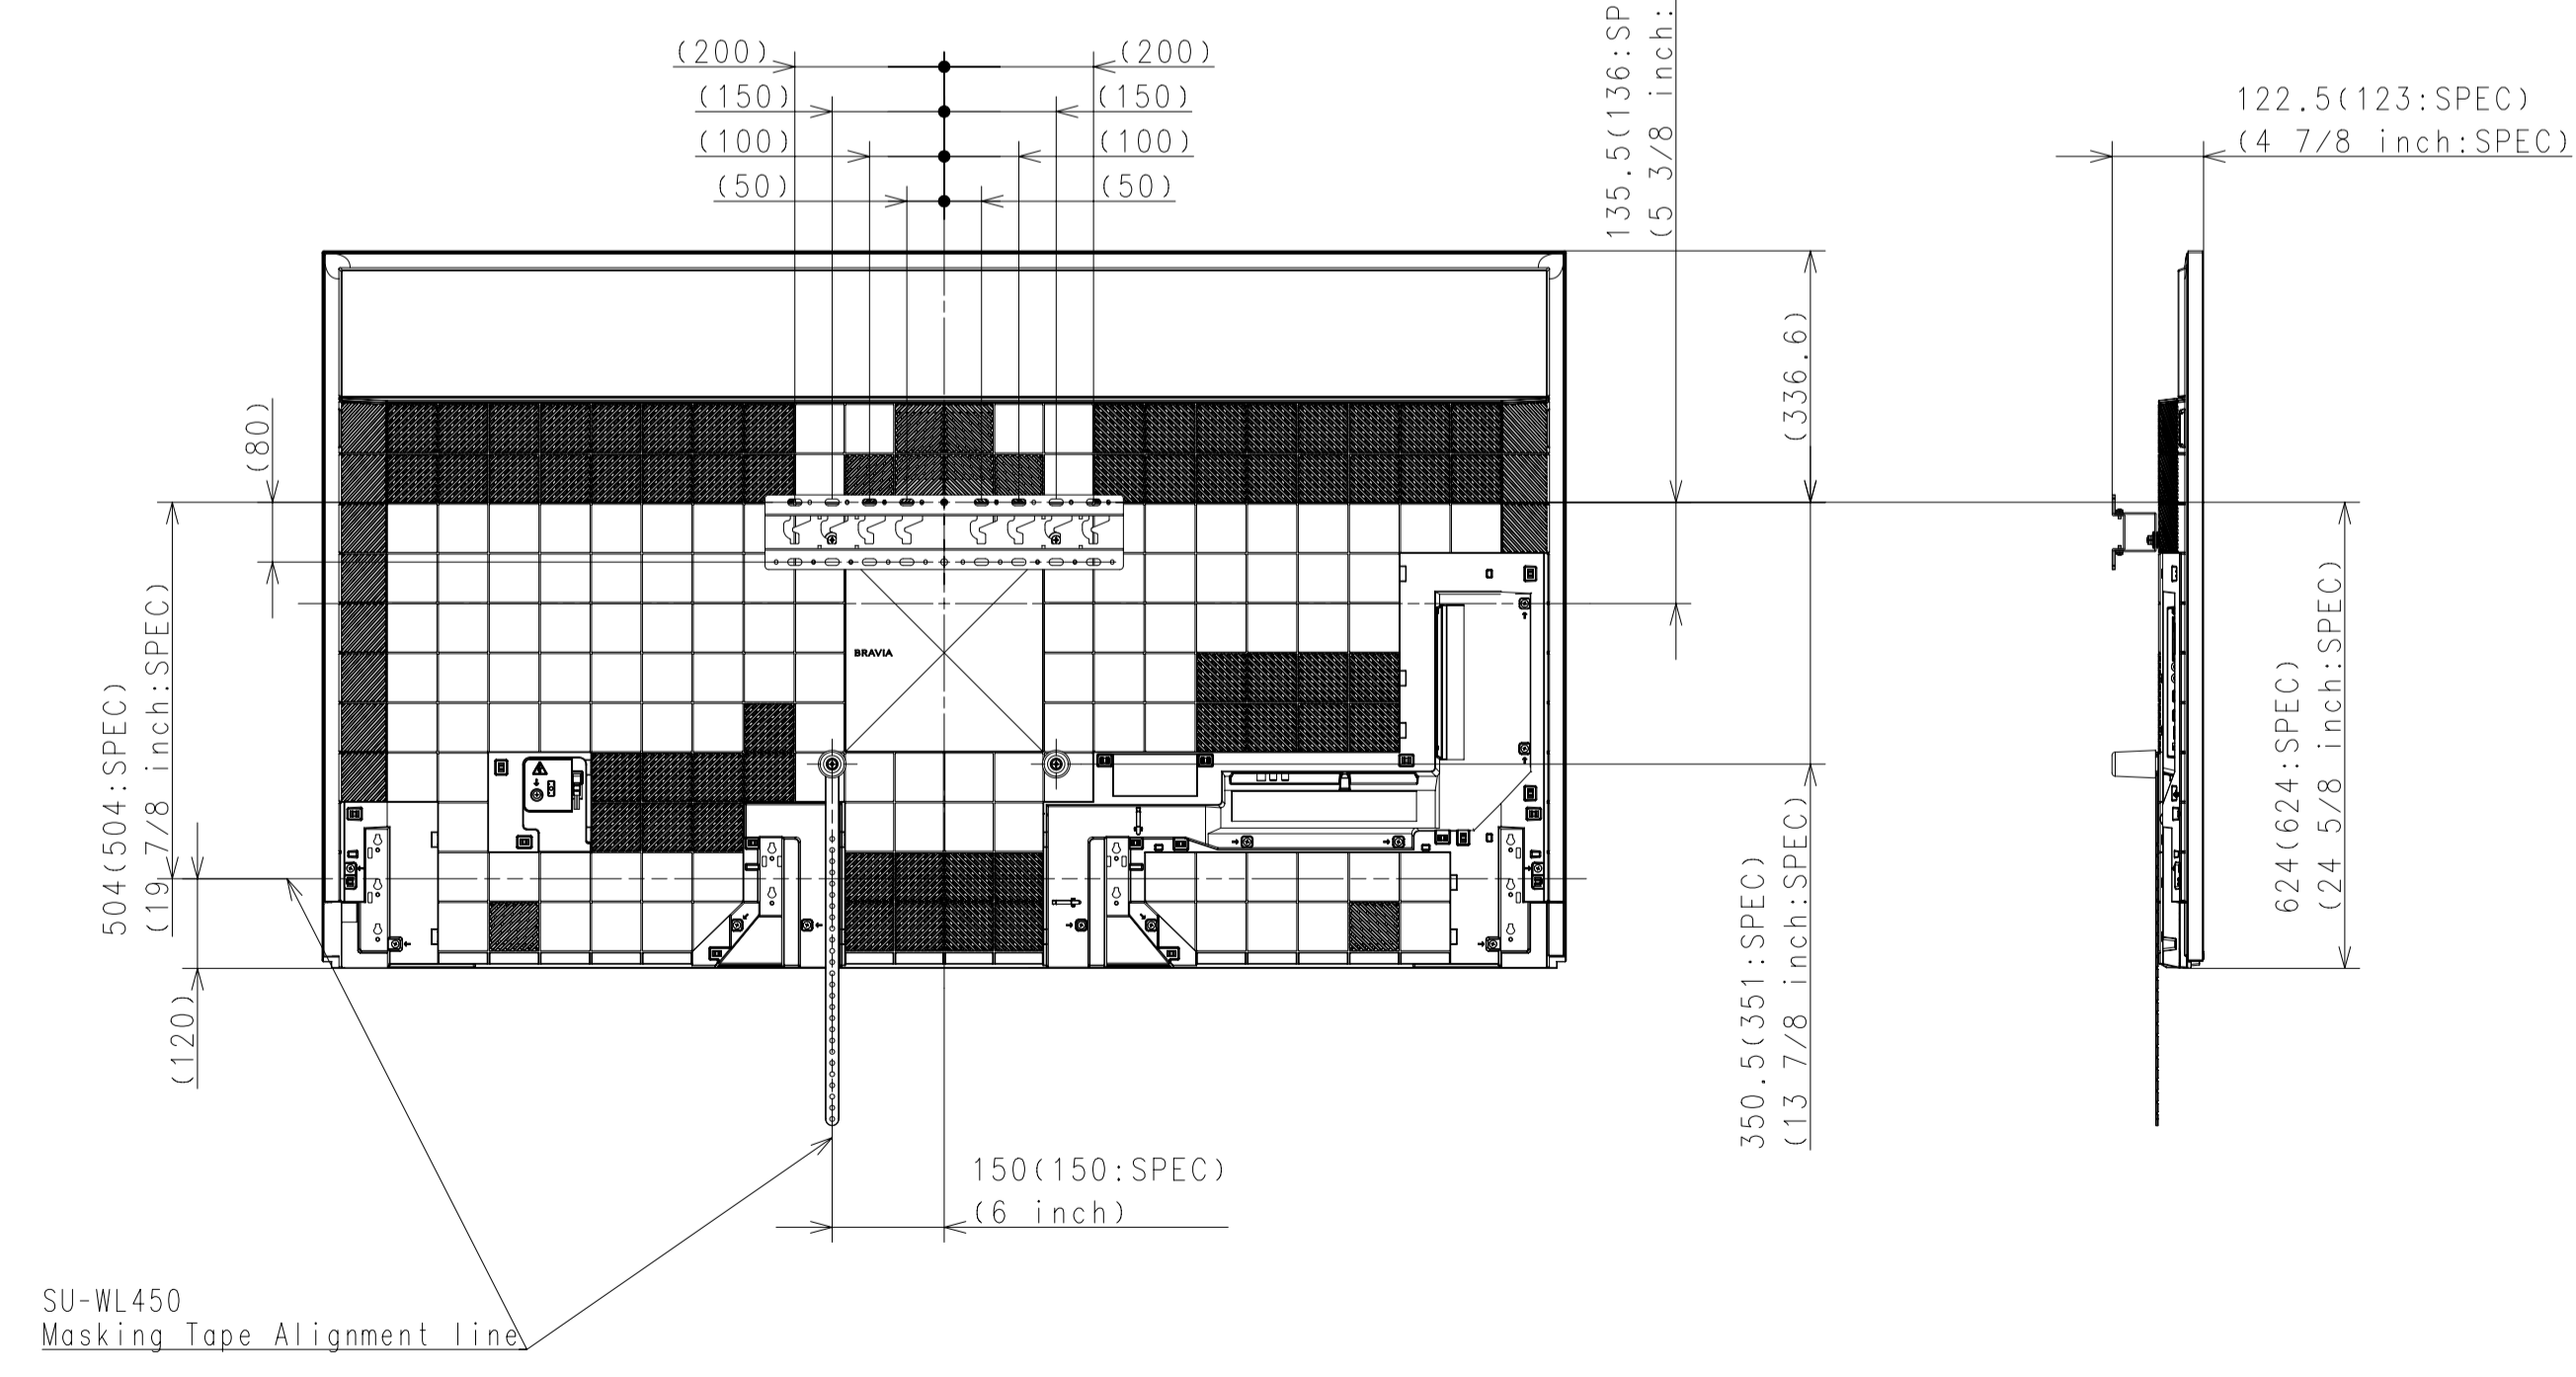 (200)
(200)
(150)
(150)
(100)
(100)
(50)
(50)
135.5(136:SP
(5 3/8 inch:
122.5(123:SPEC)
(4 7/8 inch:SPEC)
(336.6)
(80)
504(504:SPEC)
(19 7/8 inch:SPEC)
BRAVIA
624(624:SPEC)
(24 5/8 inch:SPEC)
350.5(351:SPEC)
(13 7/8 inch:SPEC)
(120)
150(150:SPEC)
(6 inch)
SU-WL450
Masking Tape Alignment line